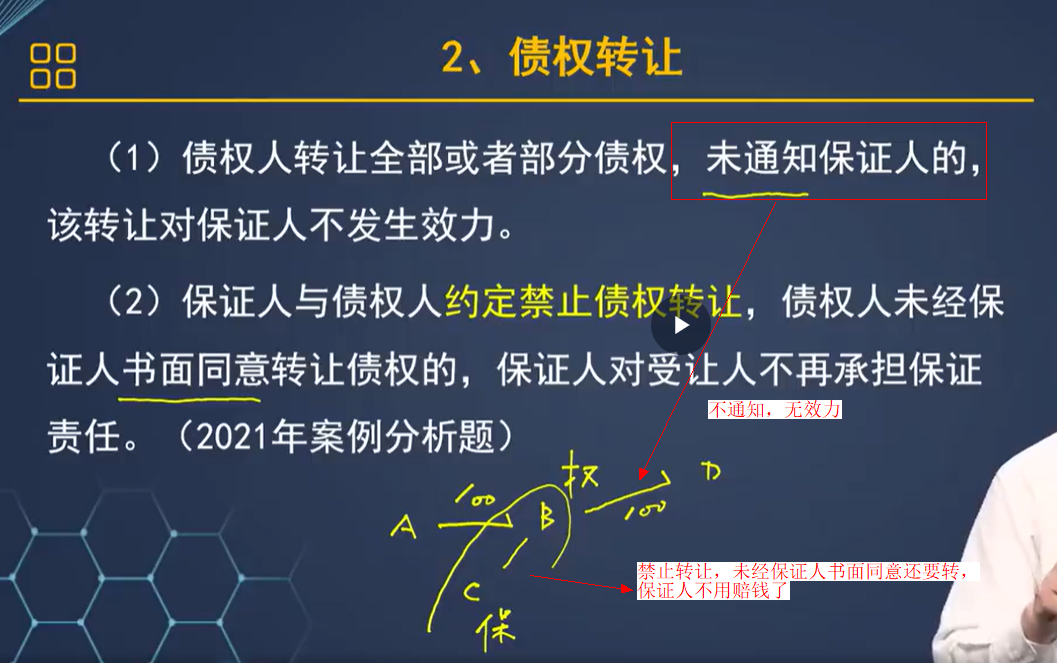 2、债权转让
（1）债权人转让全部或者部分债权，未通知保证人的，
该转让对保证人不发生效力。
（2）保证人与债权人约定禁止债权转让，债权人未经保
证人书面同意转让债权的，保证人对受让人不再承担保证
责任。（2021年案例分析题）
不通知，无效力
权
D
100
100
A
B
C
保
禁止转让，未经保证人书面同意还要转，
保证人不用赔钱了